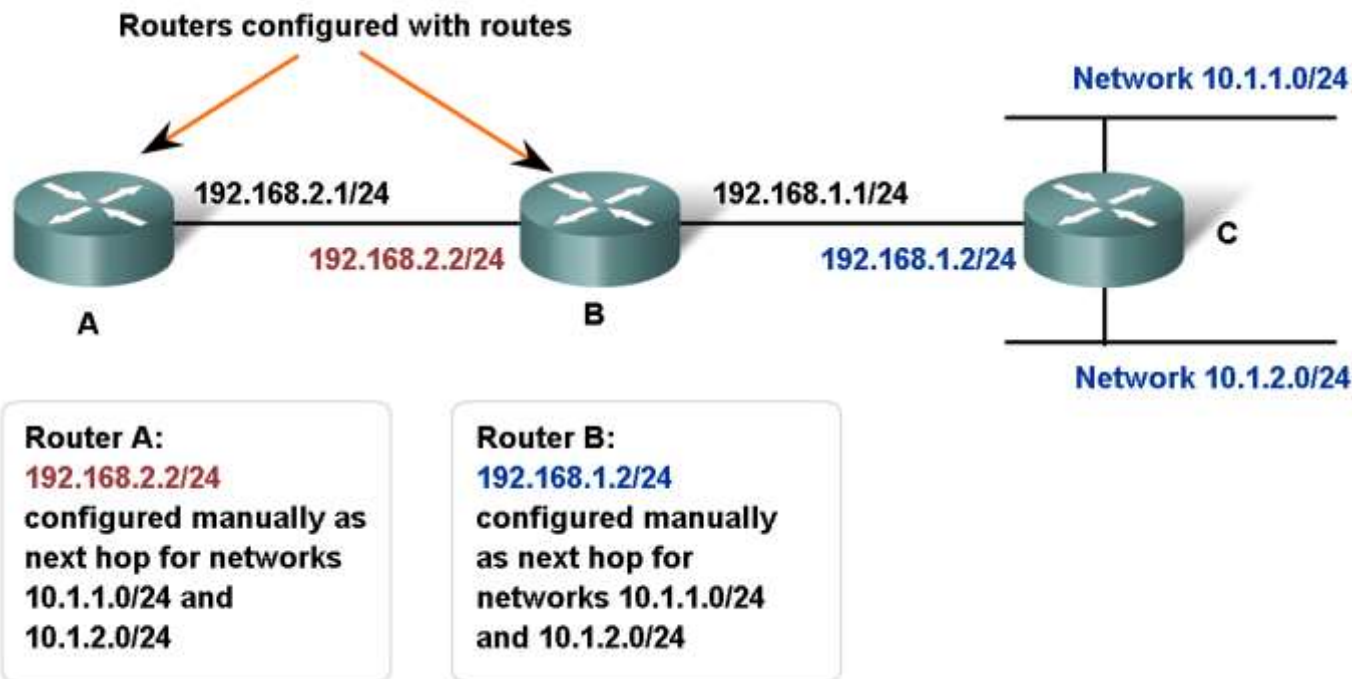 Routers configured with routes
Network 10.1.1.0/24
192.168.2.1/24
192.168.1.1/24
192.168.2.2/24
192.168.1.2/24
C
A
B
Network 10.1.2.0/24
Router A:
192.168.2.2/24
configured manually as
next hop for networks
10.1.1.0/24 and
10.1.2.0/24
Router B:
192.168.1.2/24
configured manually
as next hop for
networks 10.1.1.0/24
and 10.1.2.0/24